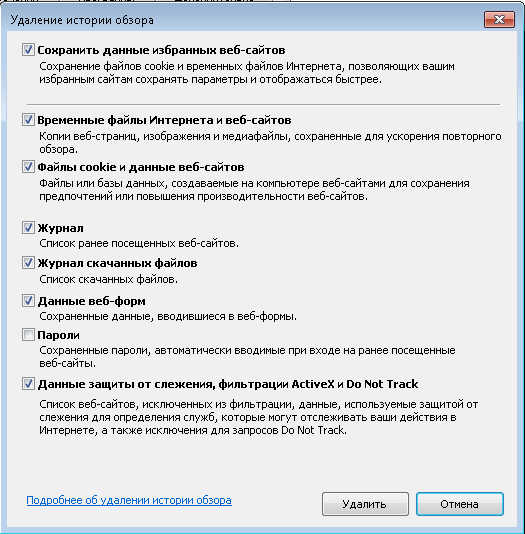 Удаление истории обзора
Сохранить данные избранных веб-сайтов
Сохранение файлов cookie и временных файлов Интернета, позволяющих вашим
избранным сайтам сохранять параметры и отображаться быстрее.
Временные файлы Интернета и веб-сайтов
Копии веб-страниц, изображения и медиафайлы, сохраненные для ускорения повторного
обзора.
Файлы cookie и данные веб-сайтов
Файлы или базы данных, создаваемые на компьютере веб-сайтами для сохранения
предпочтений или повышения производительности веб-сайтов.
Журнал
Список ранее посещенных веб-сайтов.
Журнал скачанных файлов
Список скачанных файлов.
Данные веб-форм
Сохраненные данные, вводившиеся в веб-формы.
Пароли
Сохраненные пароли, автоматически вводимые при входе на ранее посещенные
веб-сайты.
Данные защиты от слежения, фильтрации ActiveX и Do Not Track
Список веб-сайтов, исключенных из фильтрации, данные, используемые защитой от
слежения для определения служб, которые могут отслеживать ваши действия в
Интернете, а также исключения для запросов Do Not Track.
Подробнее об удалении истории обзора
Удалить
Отмена